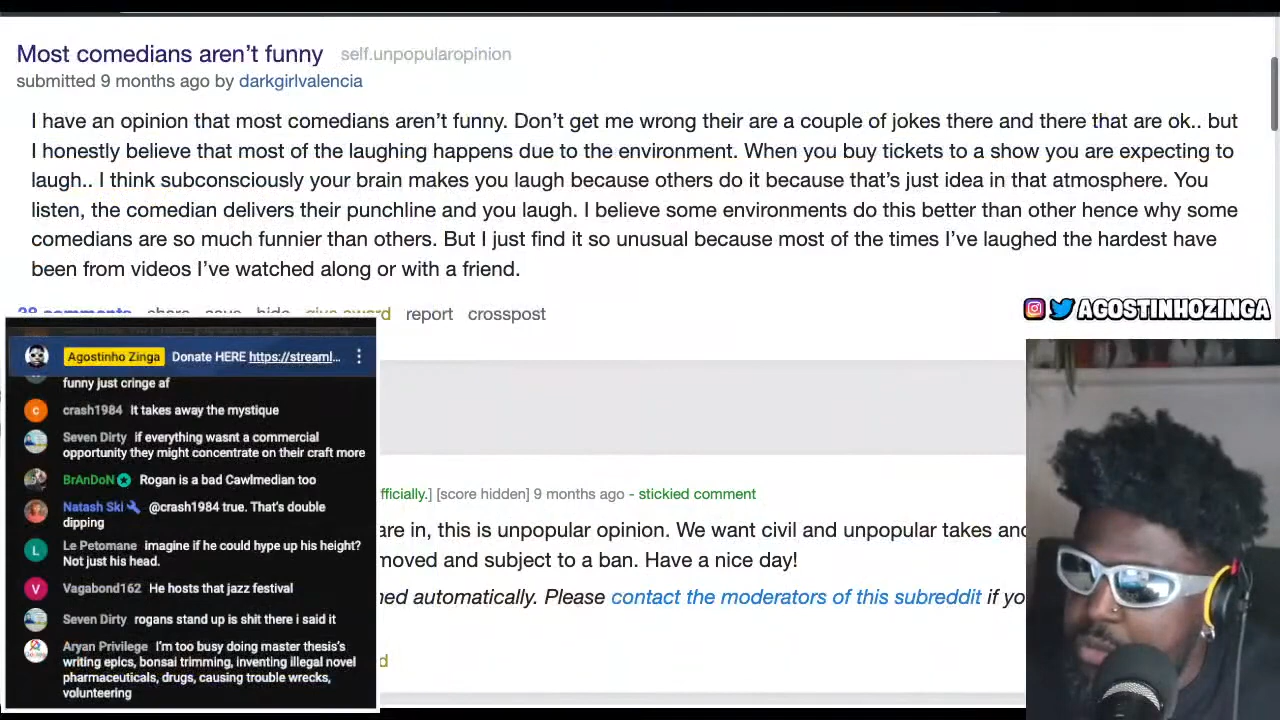 Most comedians aren't funny self.unpopularopinion
submitted 9 months ago by darkgirlvalencia
I have an opinion that most comedians aren't funny. Don't get me wrong their are a couple of jokes there and there that are ok.. but
I honestly believe that most of the laughing happens due to the environment. When you buy tickets to a show you are expecting to
laugh.. I think subconsciously your brain makes you laugh because others do it because that's just idea in that atmosphere. You
listen, the comedian delivers their punchline and you laugh. I believe some environments do this better than other hence why some
comedians are so much funnier than others. But I just find it so unusual because most of the times I've laughed the hardest have
been from videos I've watched along or with a friend.
38 comments share save hide give award report crosspost
AGOSTINHOZINGA
Agostinho Zinga Donate HERE https://streaml...
funny just cringe af
crash1984 It takes away the mystique
Seven Dirty if everything wasnt a commercial
opportunity they might concentrate on their craft more
BrAnDoN Rogan is a bad Cawlmedian too
Natash Ski @crash1984 true. That's double
dipping
Le Petomane imagine if he could hype up his height?
Not just his head.
Vagabond162 He hosts that jazz festival
Seven Dirty rogans stand up is shit there i said it
Aryan Privilege I'm too busy doing master thesis's
writing epics, bonsai trimming, inventing illegal novel
pharmaceuticals, drugs, causing trouble wrecks,
volunteering
fficially.] [score hidden] 9 months ago - stickied comment
are in, this is unpopular opinion. We want civil and unpopular takes and
moved and subject to a ban. Have a nice day!
ned automatically. Please contact the moderators of this subreddit if yo
d